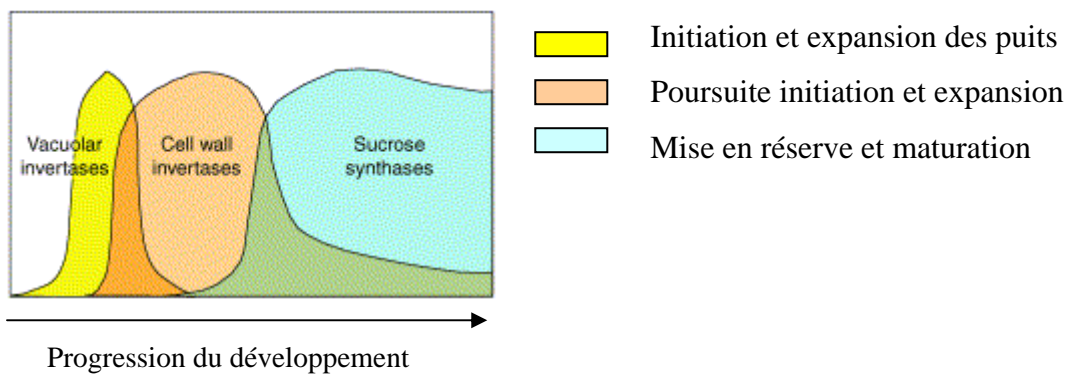 Vacuolar
invertases
Cell wall
invertases
Sucrose
synthases
Progression du développement
Initiation et expansion des puits
Poursuite initiation et expansion
Mise en réserve et maturation